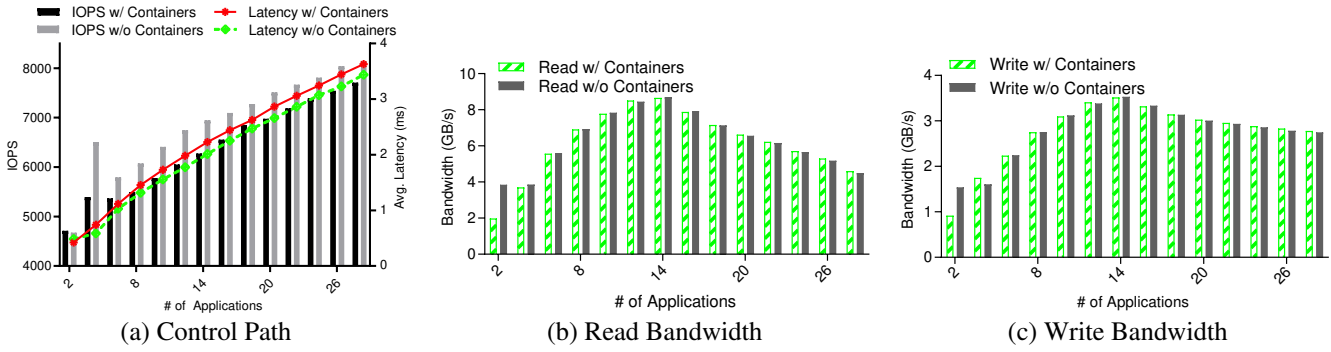 IOPS w/ Containers
IOPS w/o Containers
Latency w/ Containers
Latency w/o Containers
IOPS
8000
7000
6000
5000
4000
Avg. Latency (ms)
4
3
2
1
0
2
8
14
20
26
# of Applications
(a) Control Path
Read w/ Containers
Read w/o Containers
Bandwidth (GB/s)
10
8
6
4
2
0
2
8
14
20
26
# of Applications
(b) Read Bandwidth
Write w/ Containers
Write w/o Containers
Bandwidth (GB/s)
4
3
2
1
0
2
8
14
20
26
# of Applications
(c) Write Bandwidth